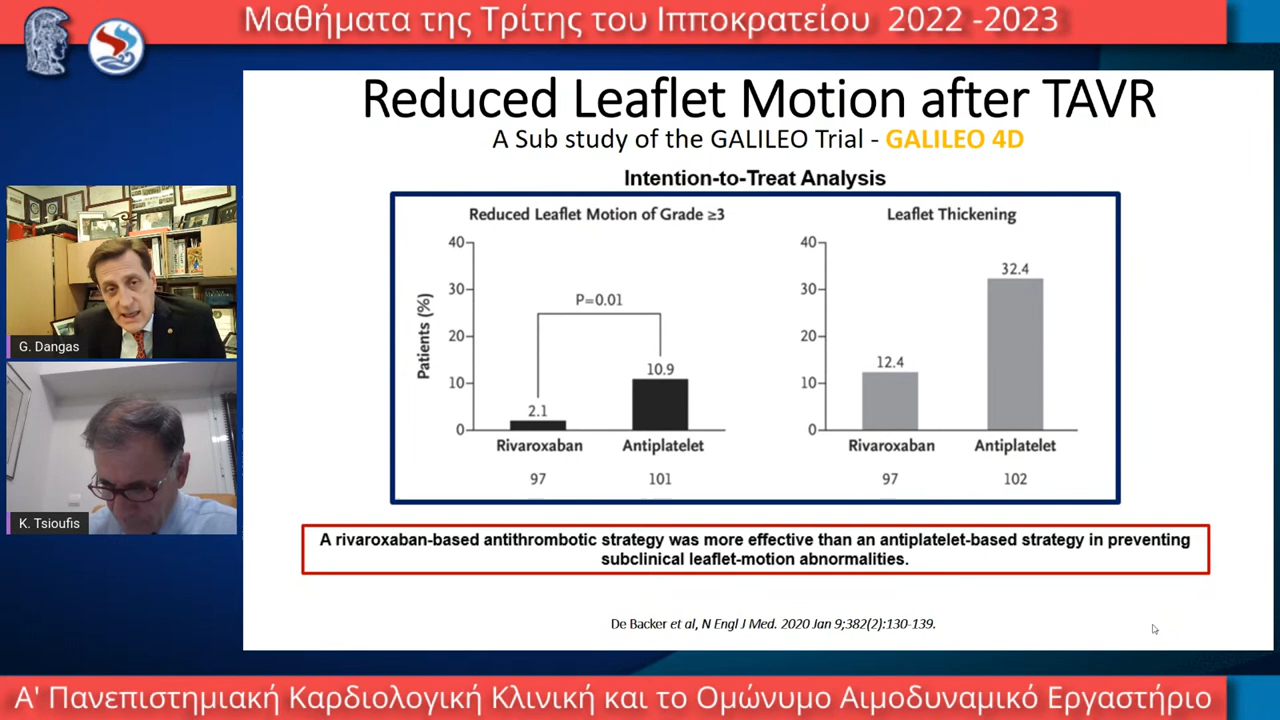 Μαθήματα της Τρίτης του Ιπποκρατείου 2022 -2023
Reduced Leaflet Motion after TAVR
A Sub study of the GALILEO Trial - GALILEO 4D
Intention-to-Treat Analysis
Reduced Leaflet Motion of Grade ≥3
Patients (%)
40
30
20
10
0
P=0.01
2.1
10.9
Rivaroxaban
Antiplatelet
97
101
Leaflet Thickening
40
30
20
10
0
12.4
32.4
Rivaroxaban
Antiplatelet
97
102
A rivaroxaban-based antithrombotic strategy was more effective than an antiplatelet-based strategy in preventing
subclinical leaflet-motion abnormalities.
De Backer et al, N Engl J Med. 2020 Jan 9;382(2):130-139.
G. Dangas
K. Tsioufis
Α' Πανεπιστημιακή Καρδιολογική Κλινική και το Ομώνυμο Αιμοδυναμικό Εργαστήριο